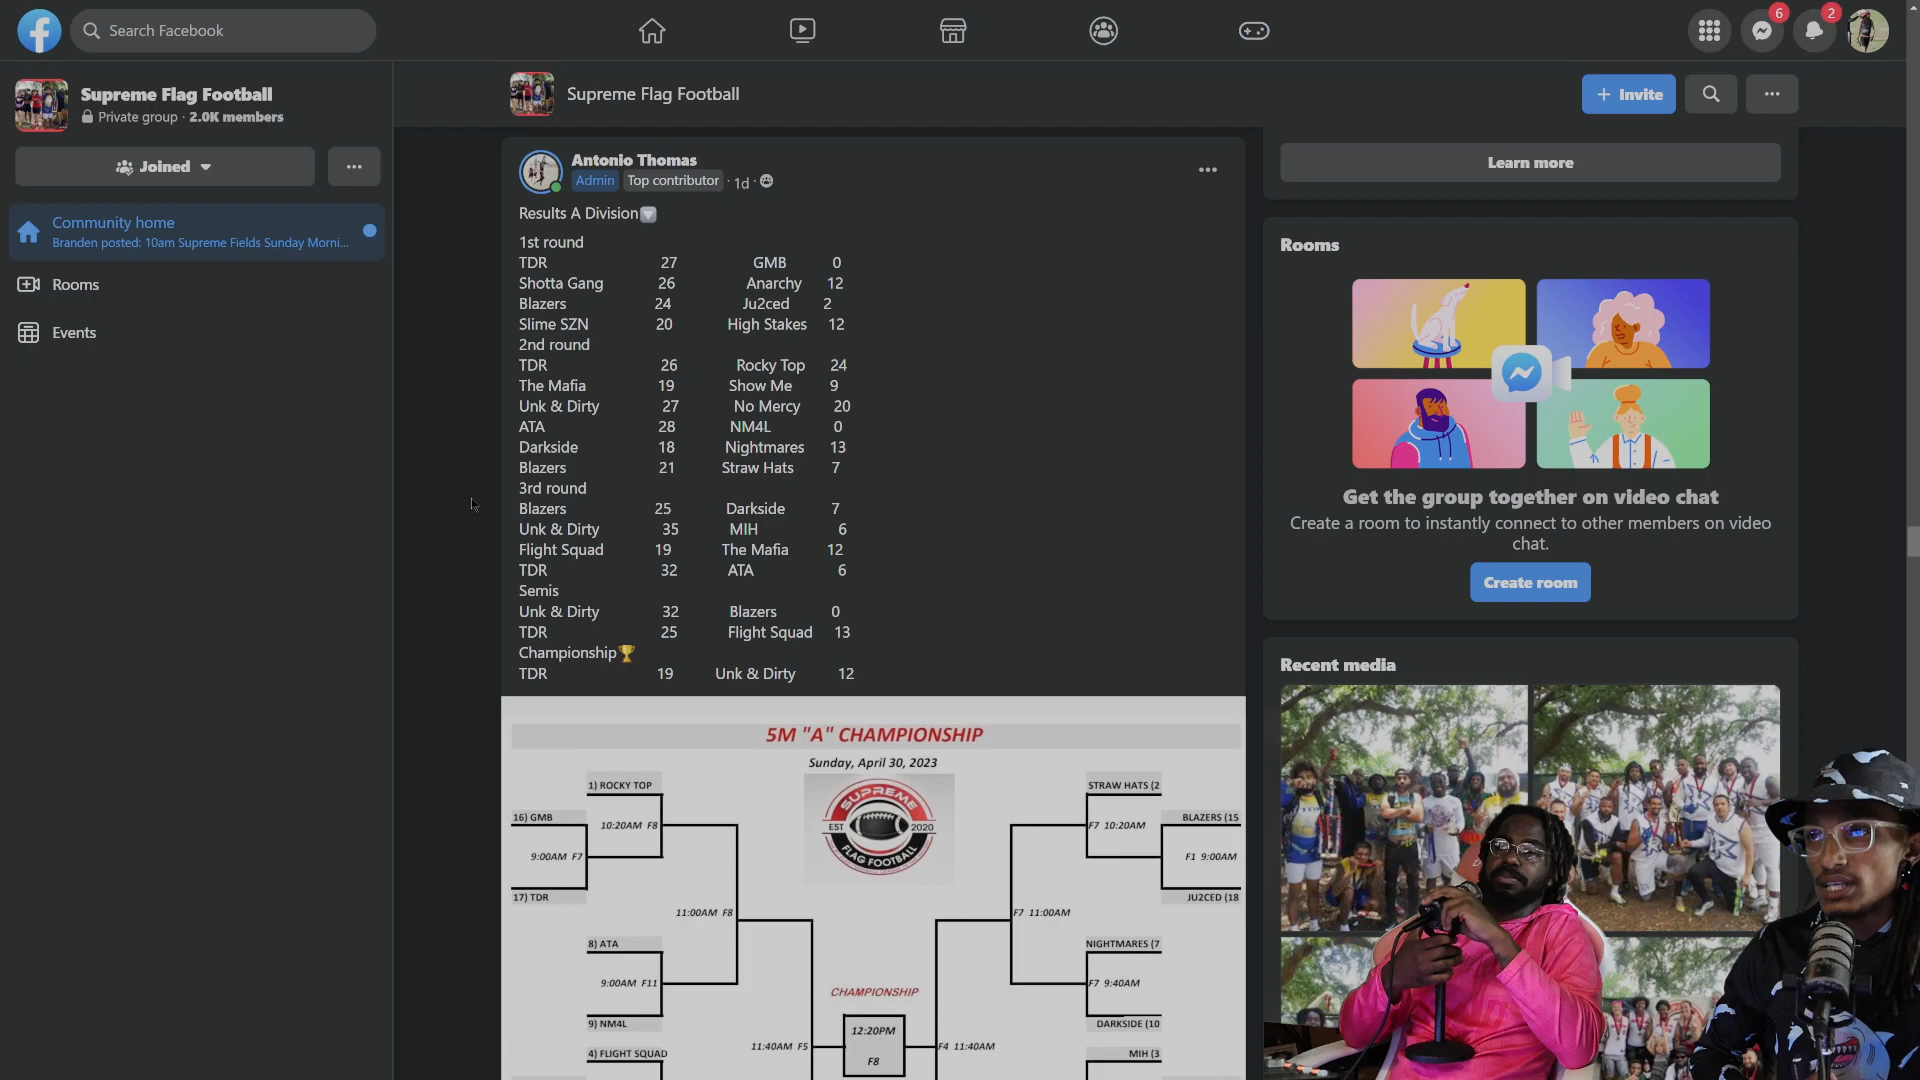 Search Facebook
6
2
Supreme Flag Football
Private group · 2.0K members
Joined
Community home
Branden posted: 10am Supreme Fields Sunday Morni...
Rooms
Events
Supreme Flag Football
+ Invite
Antonio Thomas
Admin Top contributor · 1d ·
Results A Division
1st round
TDR 27 GMB 0
Shotta Gang 26 Anarchy 12
Blazers 24 Ju2ced 2
Slime SZN 20 High Stakes 12
2nd round
TDR 26 Rocky Top 24
The Mafia 19 Show Me 9
Unk & Dirty 27 No Mercy 20
ATA 28 NM4L 0
Darkside 18 Nightmares 13
Blazers 21 Straw Hats 7
3rd round
Blazers 25 Darkside 7
Unk & Dirty 35 MIH 6
Flight Squad 19 The Mafia 12
TDR 32 ATA 6
Semis
Unk & Dirty 32 Blazers 0
TDR 25 Flight Squad 13
Championship🏆
TDR 19 Unk & Dirty 12
5M "A" CHAMPIONSHIP
Sunday, April 30, 2023
SUPREME
EST 2020
FLAG FOOTBALL
1) ROCKY TOP
16) GMB
10:20AM F8
9:00AM F7
17) TDR
11:00AM F8
8) ATA
9:00AM F11
9) NM4L
4) FLIGHT SQUAD
11:40AM F5
CHAMPIONSHIP
12:20PM
F8
STRAW HATS (2
F7 10:20AM
BLAZERS (15
F1 9:00AM
JU2CED (18
F7 11:00AM
NIGHTMARES (7
F7 9:40AM
DARKSIDE (10
F4 11:40AM
MIH (3
Learn more
Rooms
Get the group together on video chat
Create a room to instantly connect to other members on video
chat.
Create room
Recent media